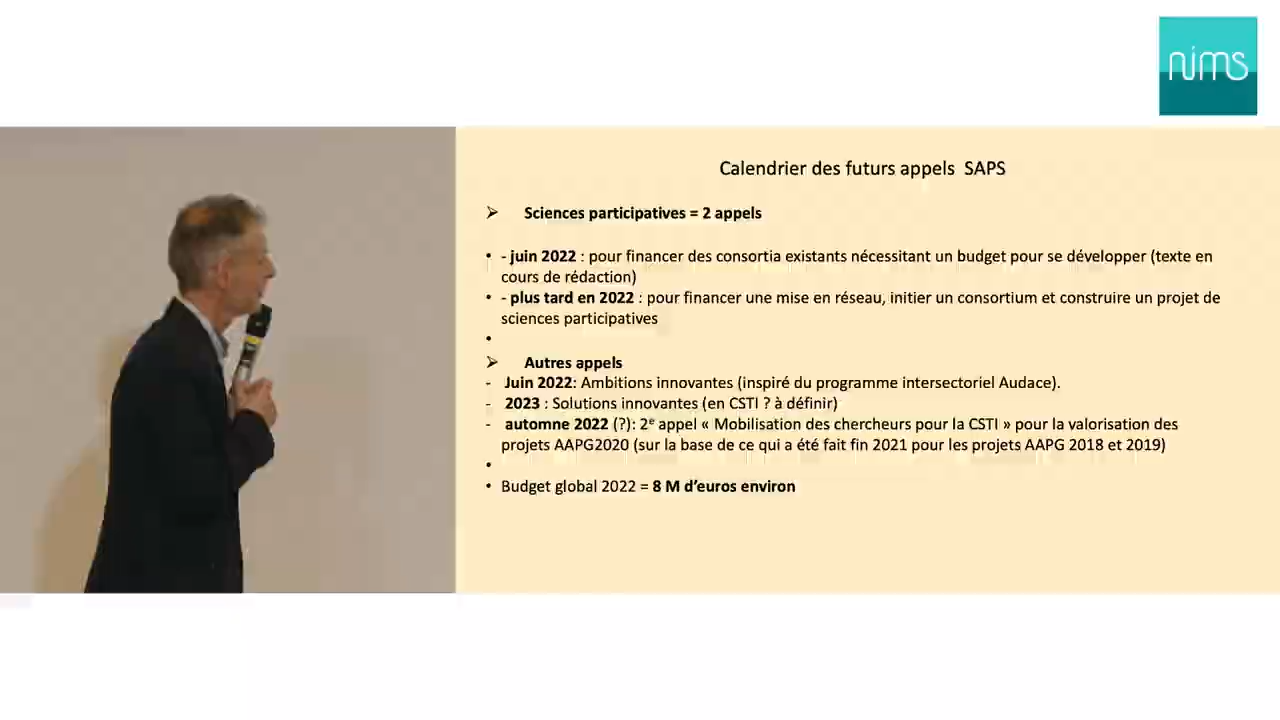 nims
Calendrier des futurs appels SAPS
➢ Sciences participatives = 2 appels
• - juin 2022 : pour financer des consortia existants nécessitant un budget pour se développer (texte en
cours de rédaction)
• - plus tard en 2022 : pour financer une mise en réseau, initier un consortium et construire un projet de
sciences participatives
•
➢ Autres appels
- Juin 2022: Ambitions innovantes (inspiré du programme intersectoriel Audace).
- 2023 : Solutions innovantes (en CSTI ? à définir)
- automne 2022 (?): 2e appel « Mobilisation des chercheurs pour la CSTI » pour la valorisation des
projets AAPG2020 (sur la base de ce qui a été fait fin 2021 pour les projets AAPG 2018 et 2019)
•
• Budget global 2022 = 8 M d’euros environ